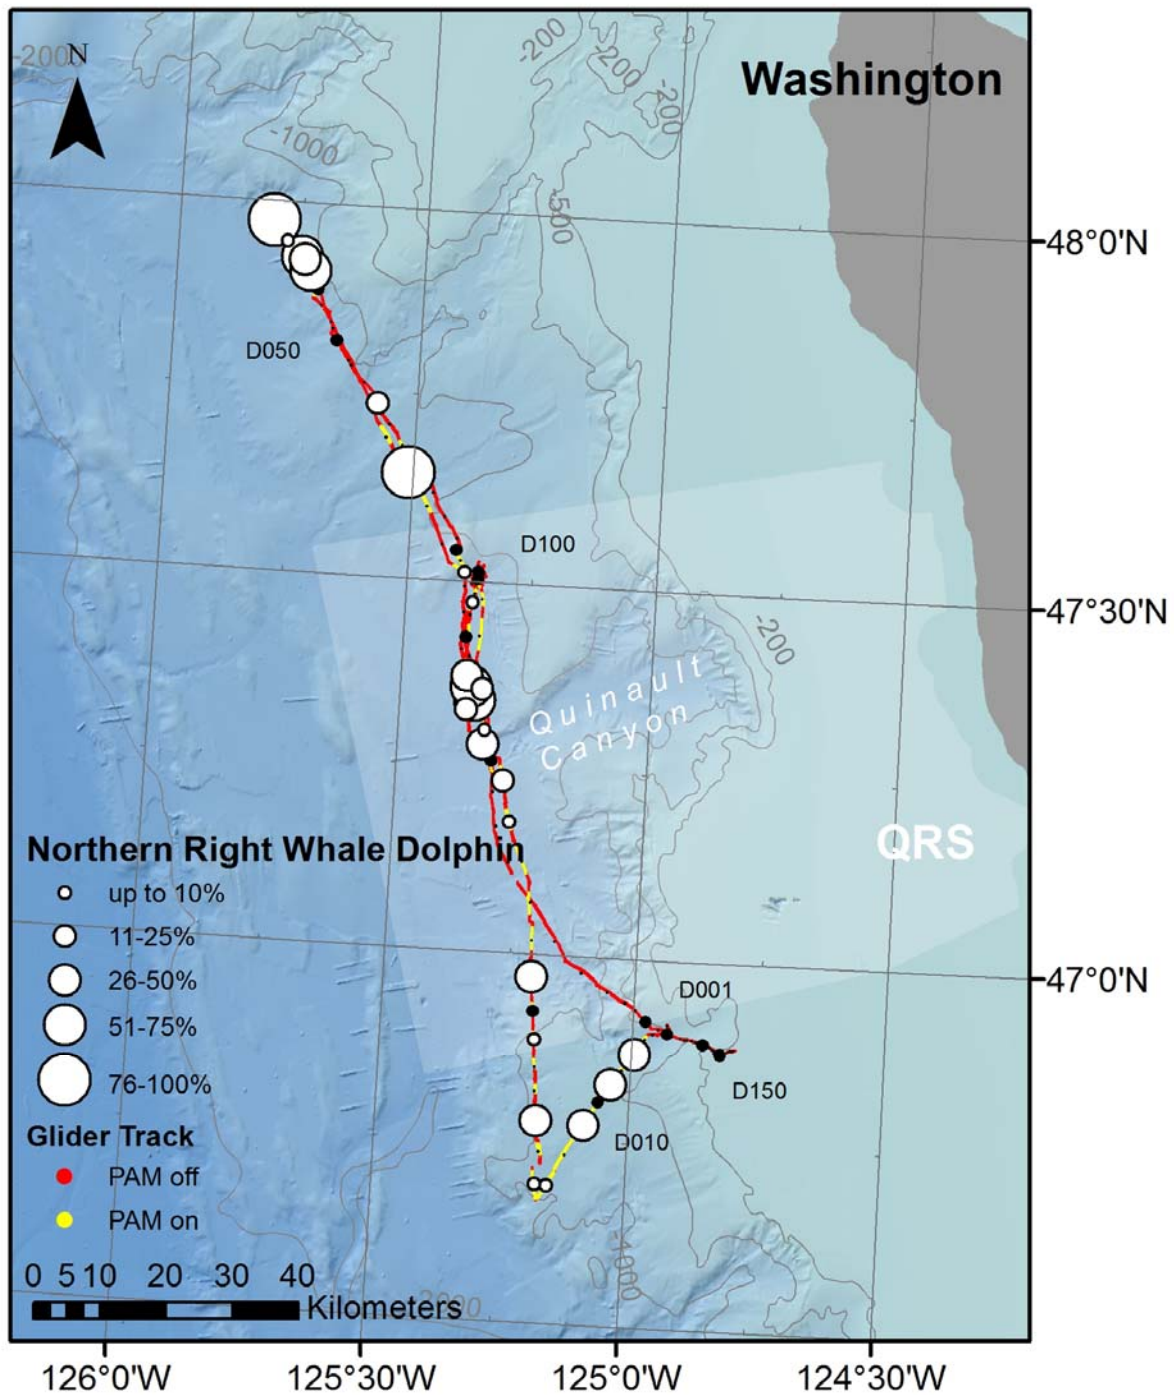 -2000
N
-200
-200
-200
Washington
-1000
-500
48°0'N
D050
D100
47°30'N
-200
Quinault
Canyon
QRS
Northern Right Whale Dolphin
up to 10%
11-25%
26-50%
51-75%
76-100%
47°0'N
D001
D150
D010
Glider Track
PAM off
PAM on
-1000
0 5 10 20 30 40
Kilometers
126°0'W
125°30'W
125°0'W
124°30'W